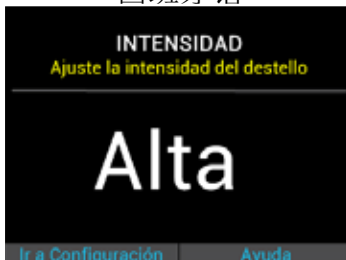 INTENSIDAD
Ajuste la intensidad del destello
Alta
Ir a Configuración Ayuda